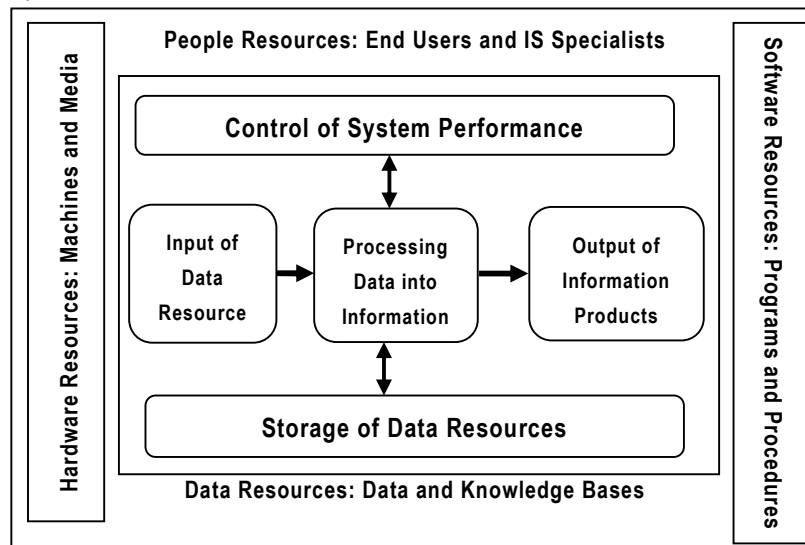 People Resources: End Users and IS Specialists
Hardware Resources: Machines and Media
Control of System Performance
Input of
Data
Resource
Processing
Data into
Information
Output of
Information
Products
Storage of Data Resources
Data Resources: Data and Knowledge Bases
Software Resources: Programs and Procedures